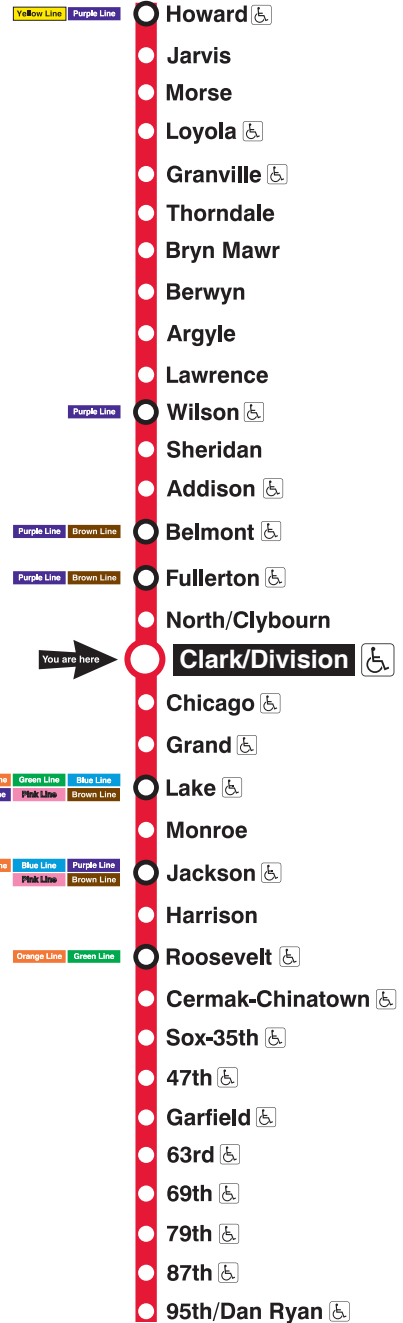 Yellow Line Purple Line Howard
Jarvis
Morse
Loyola
Granville
Thorndale
Bryn Mawr
Berwyn
Argyle
Lawrence
Purple Line Wilson
Sheridan
Addison
Purple Line Brown Line Belmont
Purple Line Brown Line Fullerton
North/Clybourn
You are here Clark/Division
Chicago
Grand
ne Green Line Blue Line
ne Pink Line Brown Line Lake
Monroe
ne Blue Line Purple Line
Pink Line Brown Line Jackson
Harrison
Orange Line Green Line Roosevelt
Cermak-Chinatown
Sox-35th
47th
Garfield
63rd
69th
79th
87th
95th/Dan Ryan